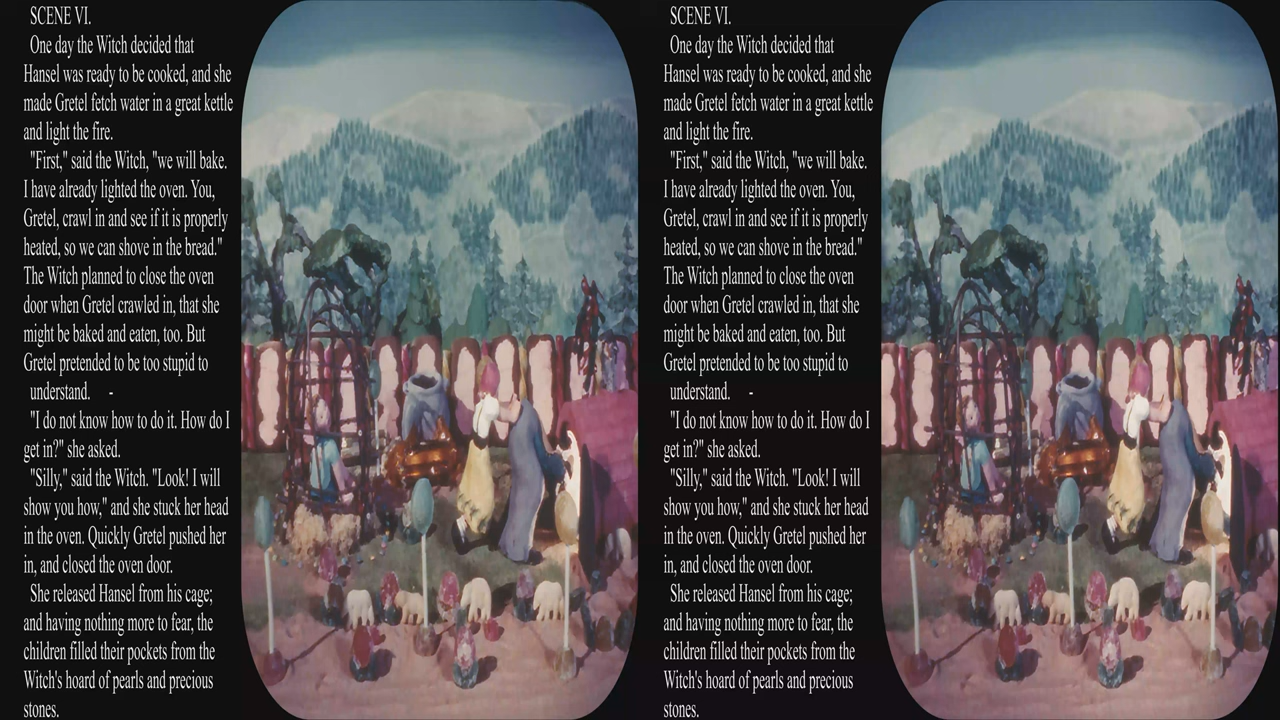 SCENE VI.
One day the Witch decided that
Hansel was ready to be cooked, and she
made Gretel fetch water in a great kettle
and light the fire.
"First," said the Witch, "we will bake.
I have already lighted the oven. You,
Gretel, crawl in and see if it is properly
heated, so we can shove in the bread."
The Witch planned to close the oven
door when Gretel crawled in, that she
might be baked and eaten, too. But
Gretel pretended to be too stupid to
understand. -
"I do not know how to do it. How do I
get in?" she asked.
"Silly," said the Witch. "Look! I will
show you how," and she stuck her head
in the oven. Quickly Gretel pushed her
in, and closed the oven door.
She released Hansel from his cage;
and having nothing more to fear, the
children filled their pockets from the
Witch's hoard of pearls and precious
stones.
SCENE VI.
One day the Witch decided that
Hansel was ready to be cooked, and she
made Gretel fetch water in a great kettle
and light the fire.
"First," said the Witch, "we will bake.
I have already lighted the oven. You,
Gretel, crawl in and see if it is properly
heated, so we can shove in the bread."
The Witch planned to close the oven
door when Gretel crawled in, that she
might be baked and eaten, too. But
Gretel pretended to be too stupid to
understand. -
"I do not know how to do it. How do I
get in?" she asked.
"Silly," said the Witch. "Look! I will
show you how," and she stuck her head
in the oven. Quickly Gretel pushed her
in, and closed the oven door.
She released Hansel from his cage;
and having nothing more to fear, the
children filled their pockets from the
Witch's hoard of pearls and precious
stones.